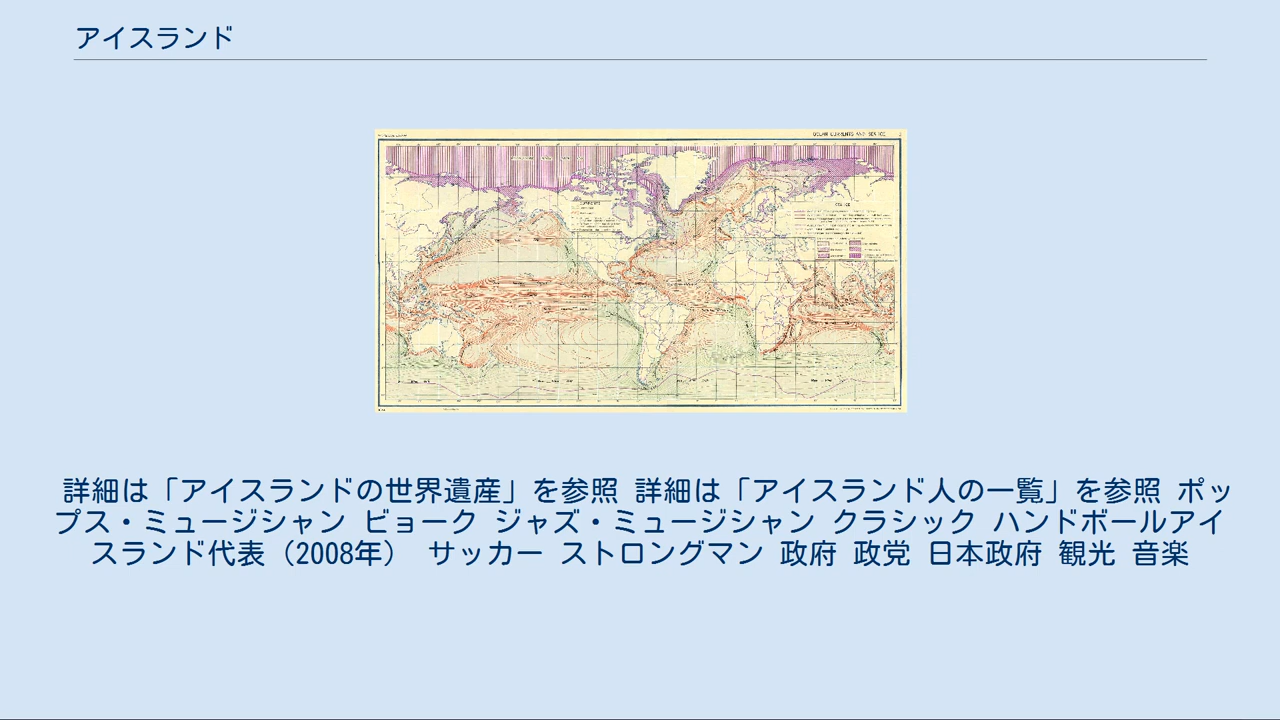 アイスランド
OCEAN CURRENTS AND SEA ICE
詳細は「アイスランドの世界遺産」を参照 詳細は「アイスランド人の一覧」を参照 ポッ
プス・ミュージシャン ビョーク ジャズ・ミュージシャン クラシック ハンドボールアイ
スランド代表（2008年） サッカー ストロングマン 政府 政党 日本政府 観光 音楽